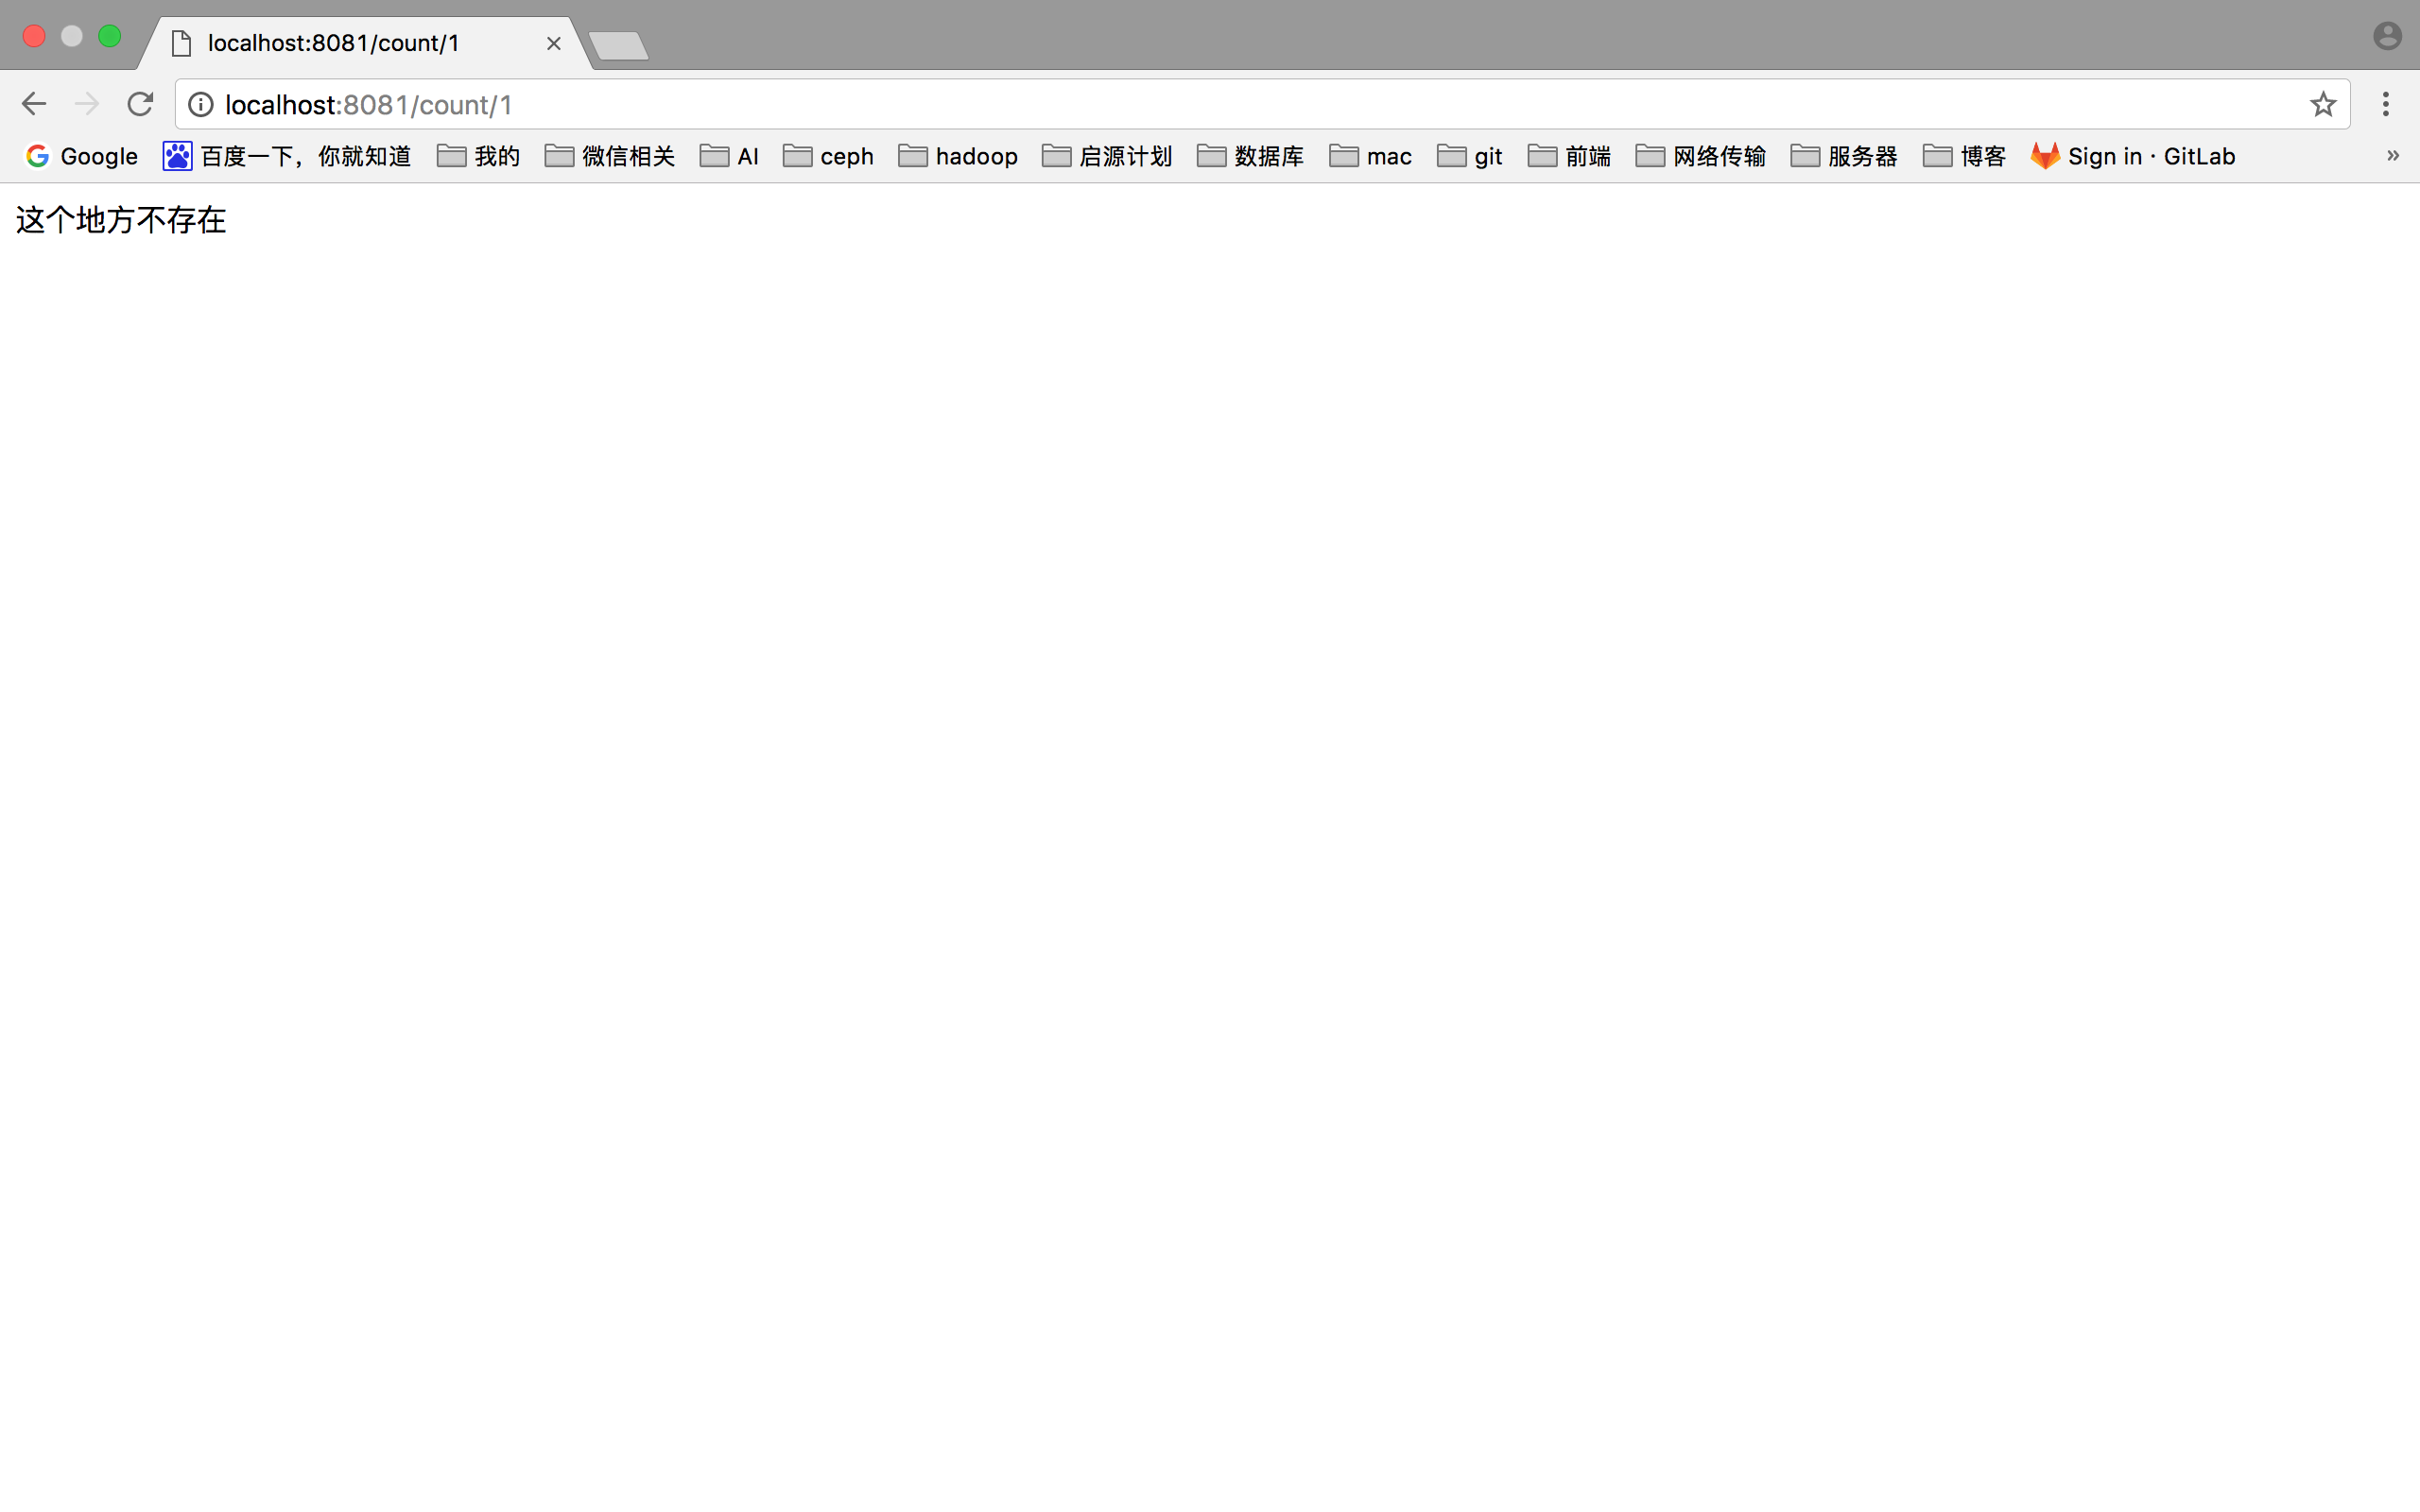 localhost:8081/count/1
localhost:8081/count/1
Google 百度一下，你就知道 我的 微信相关 AI ceph hadoop 启源计划 数据库 mac git 前端 网络传输 服务器 博客 Sign in · GitLab »
这个地方不存在